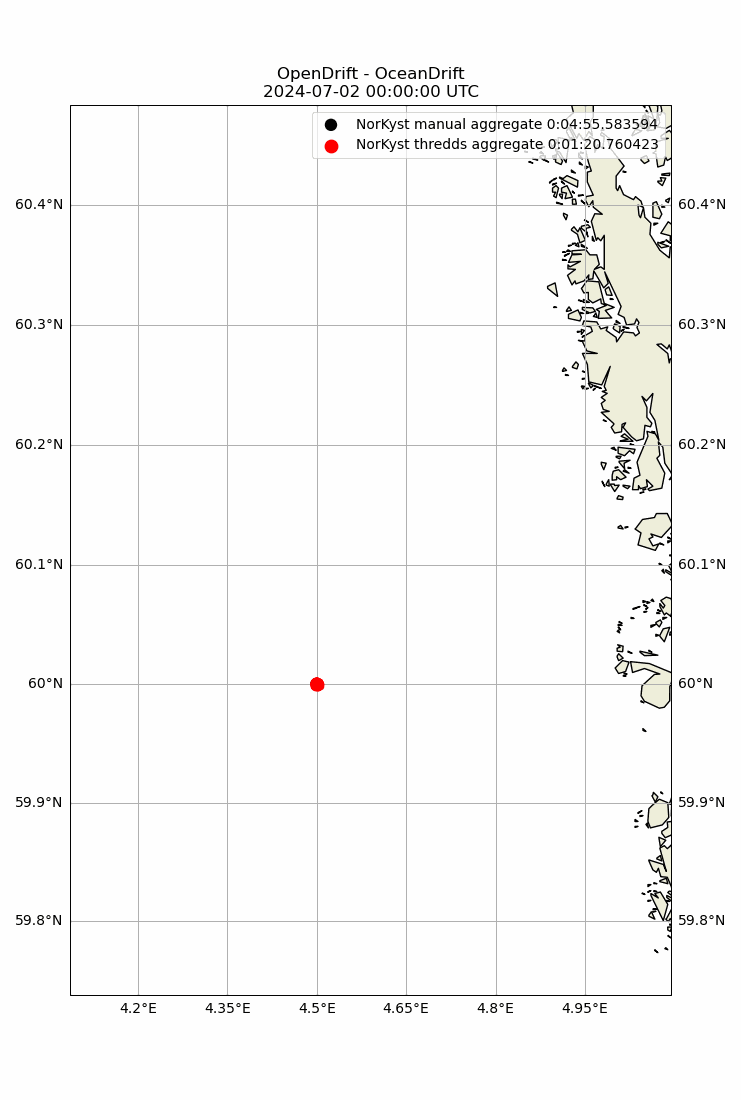 OpenDrift - OceanDrift
2024-07-02 00:00:00 UTC
NorKyst manual aggregate 0:04:55.583594
NorKyst thredds aggregate 0:01:20.760423
60.4°N 60.4°N
60.3°N 60.3°N
60.2°N 60.2°N
60.1°N 60.1°N
60°N 60°N
59.9°N 59.9°N
59.8°N 59.8°N
4.2°E 4.35°E 4.5°E 4.65°E 4.8°E 4.95°E